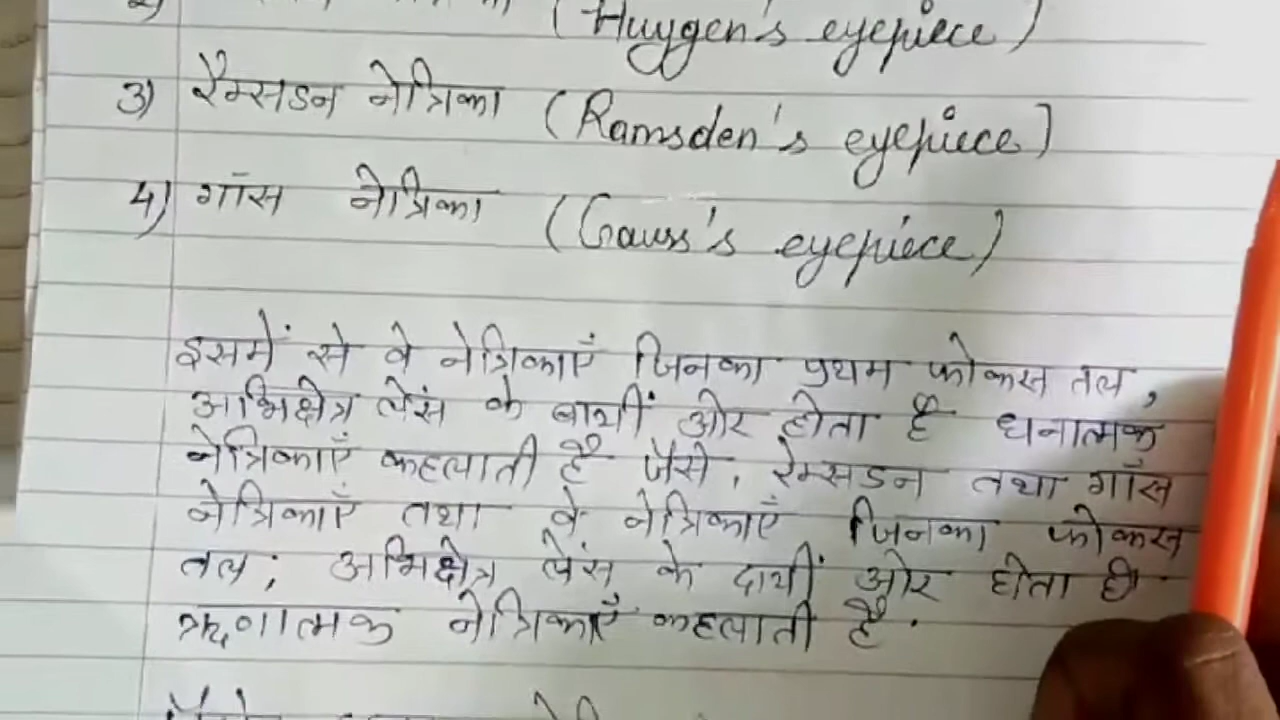 2) (Huygen's eyepiece)
3) रैम्सडन नेत्रिका (Ramsden's eyepiece)
4) गॉस नेत्रिका (Gauss's eyepiece)
इसमें से वे नेत्रिकाएं जिनका प्रथम फोकस तल,
अभिक्षेत्र लेंस के बायीं ओर होता है धनात्मक
नेत्रिकाएँ कहलाती हैं जैसे, रेम्सडन तथा गॉस
नेत्रिकाएँ तथा वे नेत्रिकाएँ जिनका फोकस
तल; अभिक्षेत्र लेंस के दायीं ओर होता है
ऋणात्मक नेत्रिकाएँ कहलाती हैं.